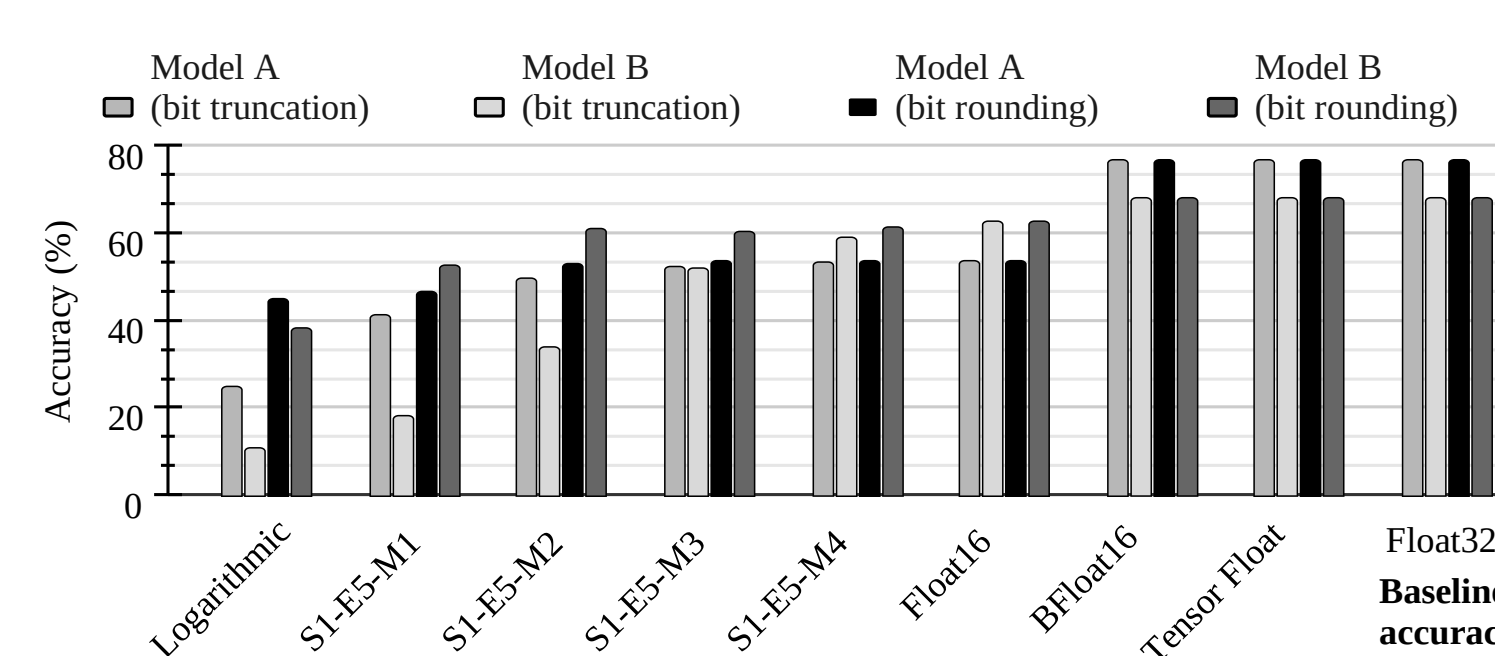 Model A
(bit truncation)
Model B
(bit truncation)
Model A
(bit rounding)
Model B
(bit rounding)
Accuracy (%)
80
60
40
20
0
Logarithmic
S1-E5-M1
S1-E5-M2
S1-E5-M3
S1-E5-M4
Float16
BFloat16
Tensor Float
Float32